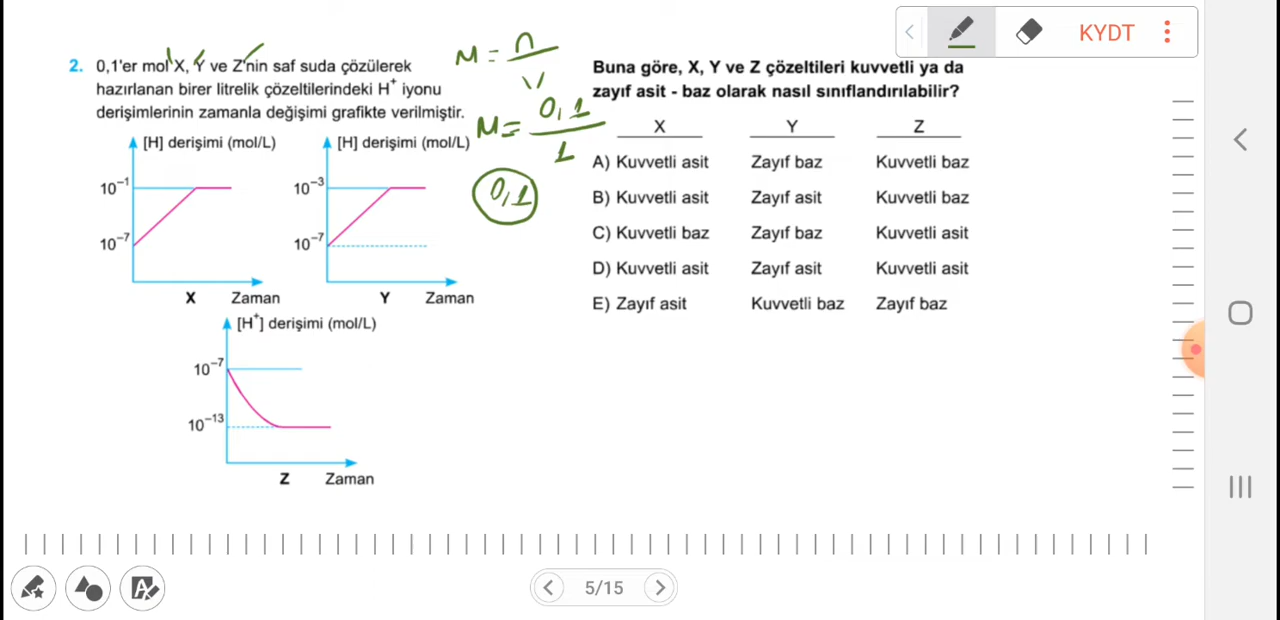 KYDT
2. 0,1'er mol X, Y ve Z'nin saf suda çözülerek
hazırlanan birer litrelik çözeltilerindeki H⁺ iyonu
derişimlerinin zamanla değişimi grafikte verilmiştir.
M = n / V
M = 0,1 / 1
0,1
[H] derişimi (mol/L)
10⁻¹
10⁻⁷
X Zaman
[H] derişimi (mol/L)
10⁻³
10⁻⁷
Y Zaman
[H⁺] derişimi (mol/L)
10⁻⁷
10⁻¹³
Z Zaman
Buna göre, X, Y ve Z çözeltileri kuvvetli ya da
zayıf asit - baz olarak nasıl sınıflandırılabilir?
X Y Z
A) Kuvvetli asit Zayıf baz Kuvvetli baz
B) Kuvvetli asit Zayıf asit Kuvvetli baz
C) Kuvvetli baz Zayıf baz Kuvvetli asit
D) Kuvvetli asit Zayıf asit Kuvvetli asit
E) Zayıf asit Kuvvetli baz Zayıf baz
5/15